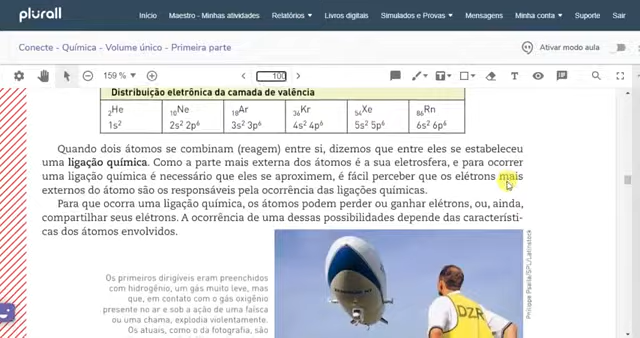 plurall
Início Maestro - Minhas atividades Relatórios Livros digitais Simulados e Provas Mensagens Minha conta Suporte Sair
Conecte - Química - Volume único - Primeira parte
Ativar modo aula
159 % 100
Distribuição eletrônica da camada de valência
2He 10Ne 18Ar 36Kr 54Xe 86Rn
1s² 2s² 2p⁶ 3s² 3p⁶ 4s² 4p⁶ 5s² 5p⁶ 6s² 6p⁶
Quando dois átomos se combinam (reagem) entre si, dizemos que entre eles se estabeleceu
uma ligação química. Como a parte mais externa dos átomos é a sua eletrosfera, e para ocorrer
uma ligação química é necessário que eles se aproximem, é fácil perceber que os elétrons mais
externos do átomo são os responsáveis pela ocorrência das ligações químicas.
Para que ocorra uma ligação química, os átomos podem perder ou ganhar elétrons, ou, ainda,
compartilhar seus elétrons. A ocorrência de uma dessas possibilidades depende das característi-
cas dos átomos envolvidos.
Os primeiros dirigíveis eram preenchidos
com hidrogênio, um gás muito leve, mas
que, em contato com o gás oxigênio
presente no ar e sob a ação de uma faísca
ou uma chama, explodia violentamente.
Os atuais, como o da fotografia, são
DZR